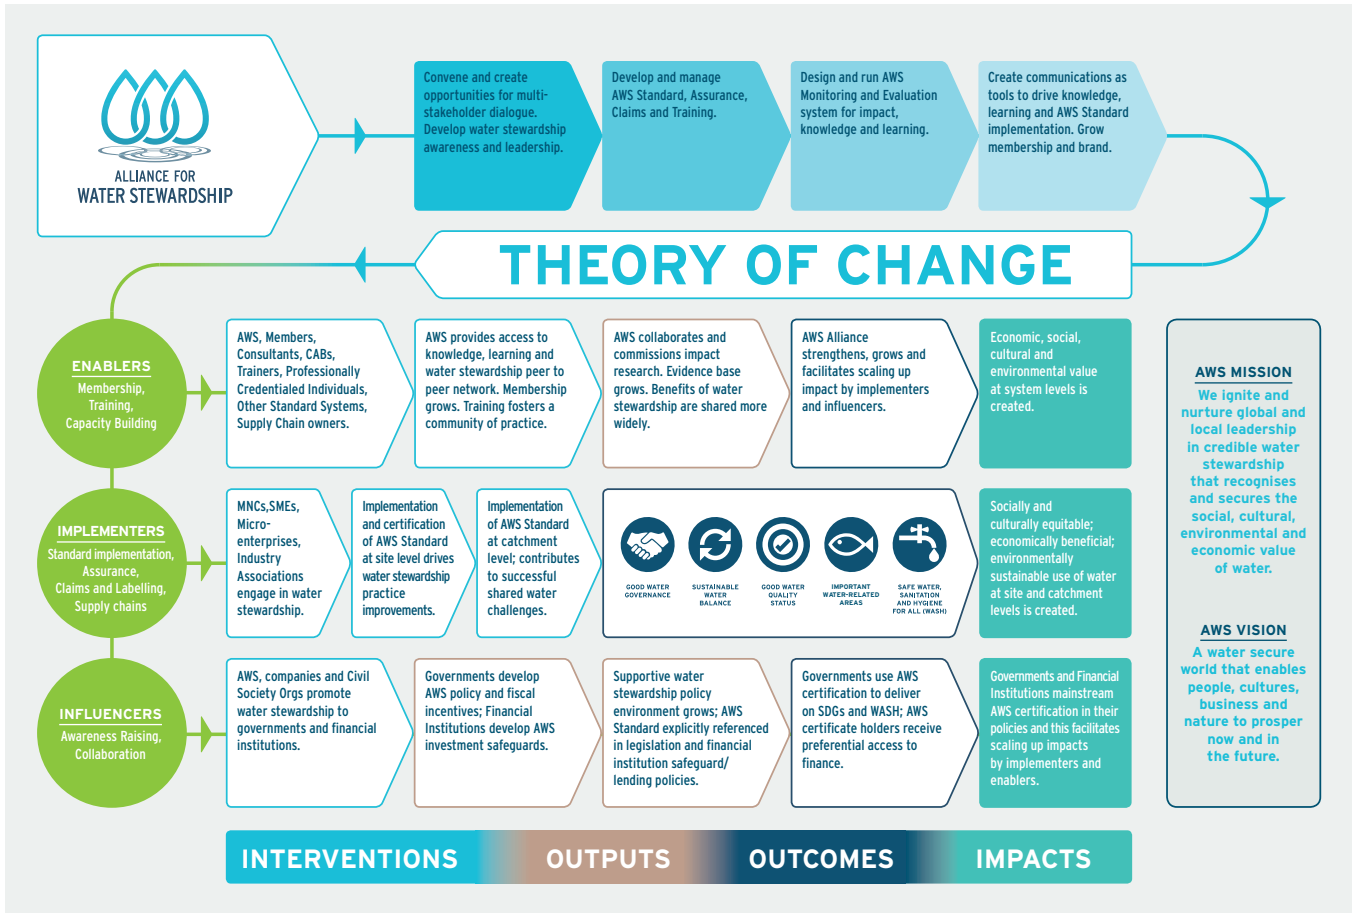 ALLIANCE FOR
WATER STEWARDSHIP
Convene and create
opportunities for multi-
stakeholder dialogue.
Develop water stewardship
awareness and leadership.
Develop and manage
AWS Standard, Assurance,
Claims and Training.
Design and run AWS
Monitoring and Evaluation
system for impact,
knowledge and learning.
Create communications as
tools to drive knowledge,
learning and AWS Standard
implementation. Grow
membership and brand.
THEORY OF CHANGE
ENABLERS
Membership,
Training,
Capacity Building
AWS, Members,
Consultants, CABs,
Trainers, Professionally
Credentialed Individuals,
Other Standard Systems,
Supply Chain owners.
AWS provides access to
knowledge, learning and
water stewardship peer to
peer network. Membership
grows. Training fosters a
community of practice.
AWS collaborates and
commissions impact
research. Evidence base
grows. Benefits of water
stewardship are shared more
widely.
AWS Alliance
strengthens, grows and
facilitates scaling up
impact by implementers
and influencers.
Economic, social,
cultural and
environmental value
at system levels is
created.
IMPLEMENTERS
Standard implementation,
Assurance,
Claims and Labelling,
Supply chains
MNCs,SMEs,
Micro-
enterprises,
Industry
Associations
engage in water
stewardship.
Implementation
and certification
of AWS Standard
at site level drives
water stewardship
practice
improvements.
Implementation
of AWS Standard
at catchment
level; contributes
to successful
shared water
challenges.
GOOD WATER
GOVERNANCE
SUSTAINABLE
WATER
BALANCE
GOOD WATER
QUALITY
STATUS
IMPORTANT
WATER-RELATED
AREAS
SAFE WATER,
SANITATION
AND HYGIENE
FOR ALL (WASH)
Socially and
culturally equitable;
economically beneficial;
environmentally
sustainable use of water
at site and catchment
levels is created.
INFLUENCERS
Awareness Raising,
Collaboration
AWS, companies and Civil
Society Orgs promote
water stewardship to
governments and financial
institutions.
Governments develop
AWS policy and fiscal
incentives; Financial
Institutions develop AWS
investment safeguards.
Supportive water
stewardship policy
environment grows; AWS
Standard explicitly referenced
in legislation and financial
institution safeguard/
lending policies.
Governments use AWS
certification to deliver
on SDGs and WASH; AWS
certificate holders receive
preferential access to
finance.
Governments and Financial
Institutions mainstream
AWS certification in their
policies and this facilitates
scaling up impacts
by implementers and
enablers.
AWS MISSION
We ignite and
nurture global and
local leadership
in credible water
stewardship
that recognises
and secures the
social, cultural,
environmental and
economic value
of water.
AWS VISION
A water secure
world that enables
people, cultures,
business and
nature to prosper
now and in
the future.
INTERVENTIONS
OUTPUTS
OUTCOMES
IMPACTS